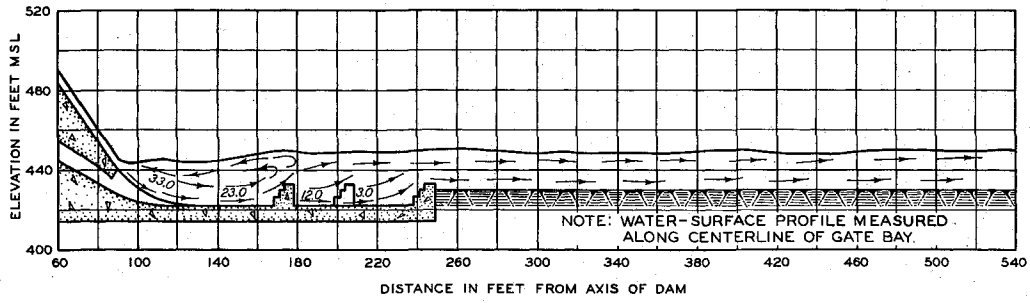 520
480
440
400
ELEVATION IN FEET MSL
33.0
23.0
12.0
3.0
NOTE: WATER-SURFACE PROFILE MEASURED
ALONG CENTERLINE OF GATE BAY.
60 100 140 180 220 260 300 340 380 420 460 500 540
DISTANCE IN FEET FROM AXIS OF DAM